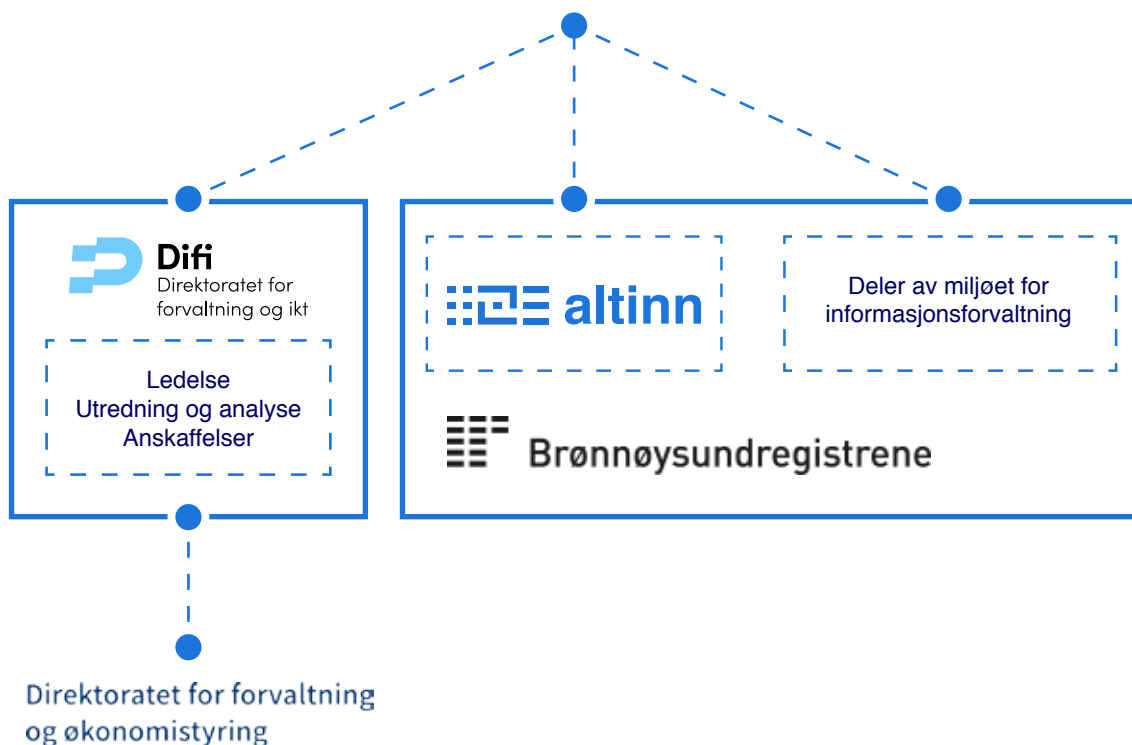 Difi
Direktoratet for
forvaltning og ikt
Ledelse
Utredning og analyse
Anskaffelser
altinn
Deler av miljøet for
informasjonsforvaltning
Brønnøysundregistrene
Direktoratet for forvaltning
og økonomistyring